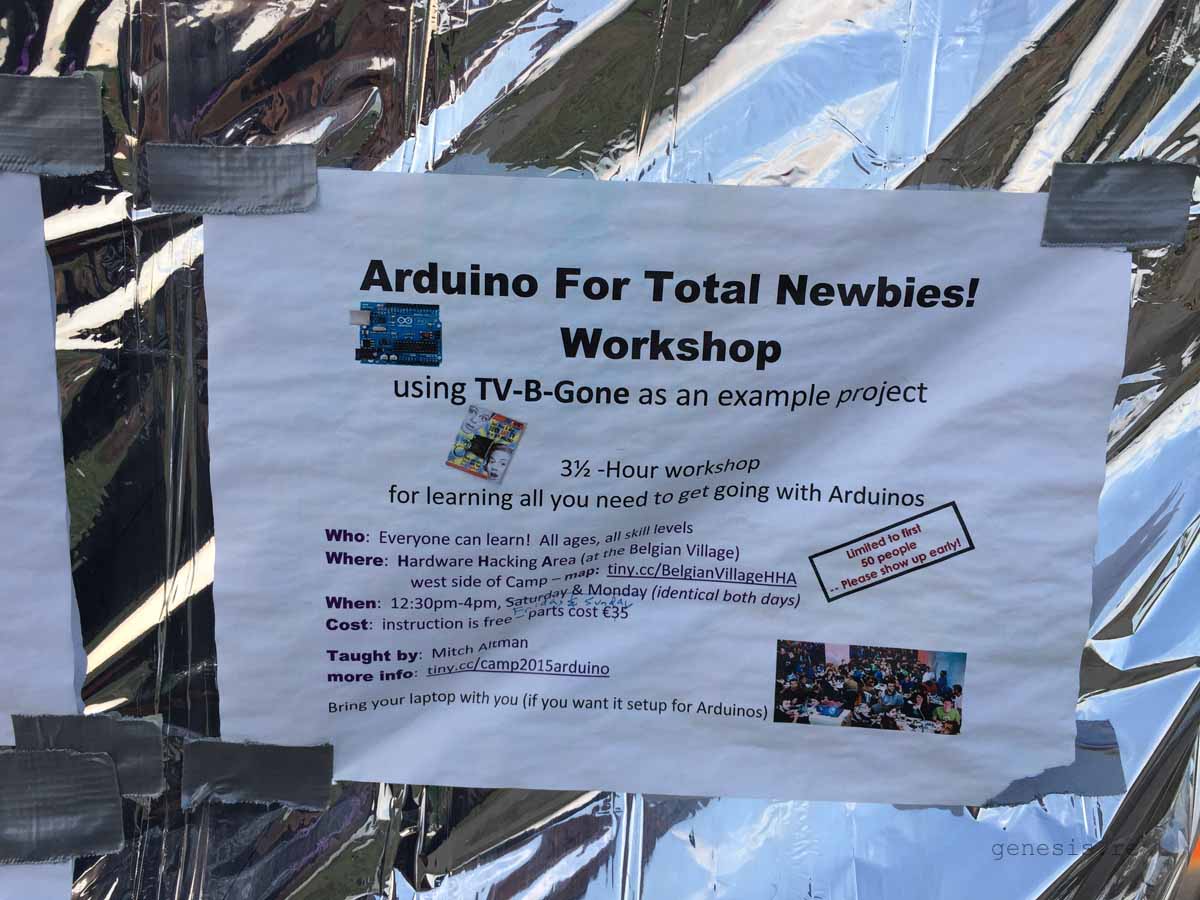 Arduino For Total Newbies!
Workshop
using TV-B-Gone as an example project
3½ -Hour workshop
for learning all you need to get going with Arduinos
Who: Everyone can learn! All ages, all skill levels
Where: Hardware Hacking Area (at the Belgian Village)
west side of Camp – map: tiny.cc/BelgianVillageHHA
When: 12:30pm-4pm, Saturday & Monday (identical both days)
Friday & Sunday
Cost: instruction is free – parts cost €35
Limited to first
50 people
-- Please show up early!
Taught by: Mitch Altman
more info: tiny.cc/camp2015arduino
Bring your laptop with you (if you want it setup for Arduinos)